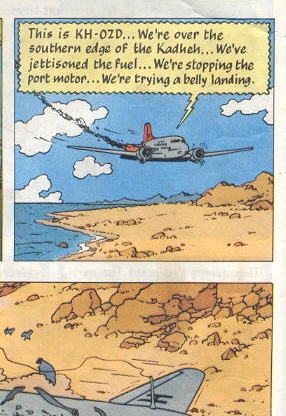 This is KH-OZD... We're over the
southern edge of the Kadheh... We've
jettisoned the fuel... We're stopping the
port motor... We're trying a belly landing.